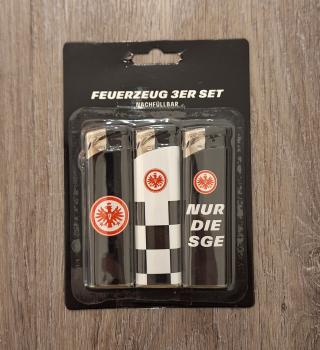 FEUERZEUG 3ER SET
NACHFÜLLBAR
NUR
DIE
SGE